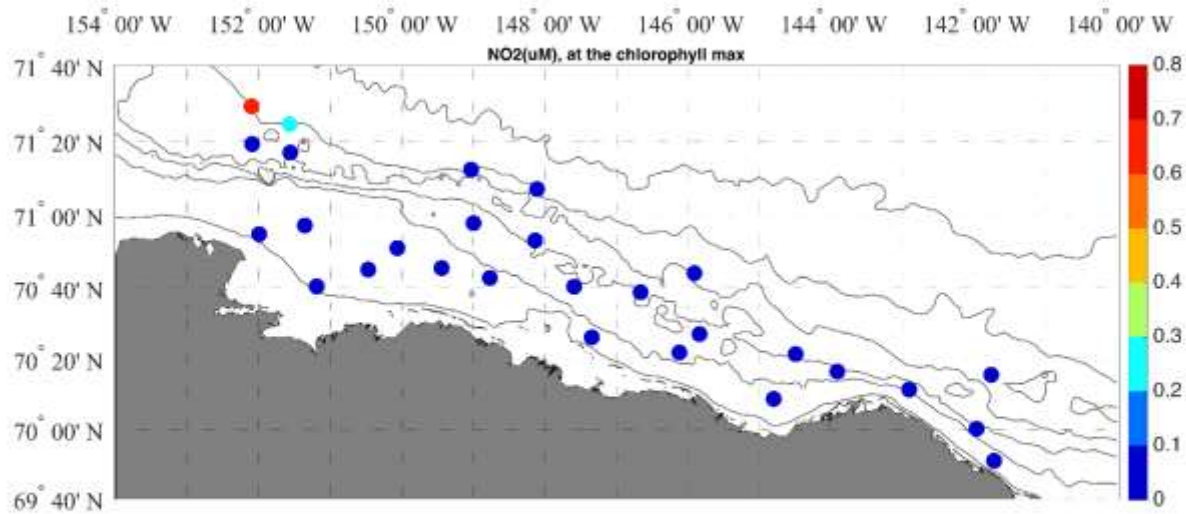 154° 00' W 152° 00' W 150° 00' W 148° 00' W 146° 00' W 144° 00' W 142° 00' W 140° 00' W
NO2(uM), at the chlorophyll max
71° 40' N
71° 20' N
71° 00' N
70° 40' N
70° 20' N
70° 00' N
69° 40' N
0.8
0.7
0.6
0.5
0.4
0.3
0.2
0.1
0